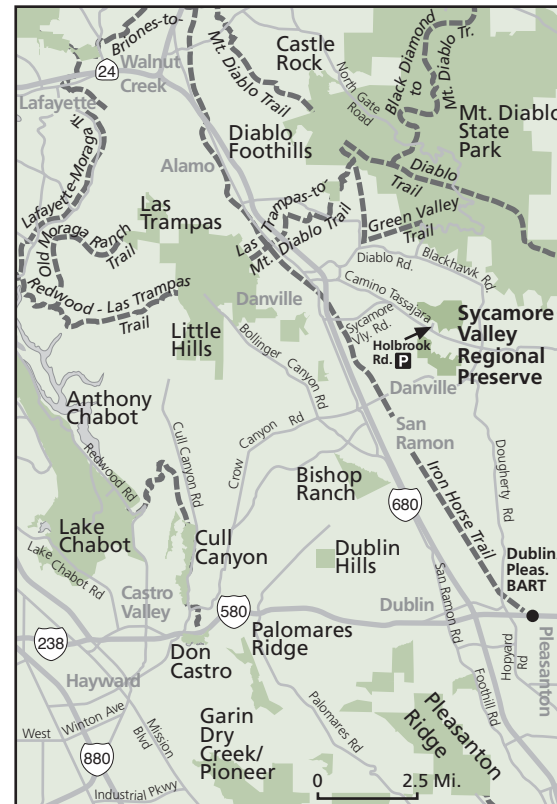 Briones-to-
Mt. Diablo Trail
Castle
Rock
Black Diamond
to
Mt. Diablo Tr.
24
Walnut
Creek
North Gate
Road
Lafayette
Mt. Diablo
State
Park
Diablo
Foothills
Lafayette-Moraga Tr.
Alamo
Diablo
Trail
Las
Trampas
Las Trampas-to-
Mt. Diablo Trail
Green Valley
Trail
Old Moraga Ranch
Trail
Diablo Rd.
Blackhawk Rd
Redwood - Las Trampas
Trail
Camino Tassajara
Danville
Sycamore
Vly. Rd.
Sycamore
Valley
Regional
Preserve
Little
Hills
Holbrook
Rd. P
Bollinger Canyon Rd
Danville
Anthony
Chabot
San
Ramon
Crow Canyon Rd
Cull Canyon Rd
Redwood Rd
Dougherty Rd
Bishop
Ranch
680
Iron Horse Trail
Lake
Chabot
Cull
Canyon
Dublin
Hills
Dublin
Pleas.
BART
Lake Chabot Rd
Castro
Valley
580
Dublin
San Ramon Rd
238
Don
Castro
Palomares
Ridge
Hopyard
Rd
Pleasanton
Hayward
Foothill Rd
West Winton Ave
Mission
Blvd
Garin
Dry
Creek/
Pioneer
Palomares Rd
Pleasanton
Ridge
880
Industrial Pkwy
0 2.5 Mi.